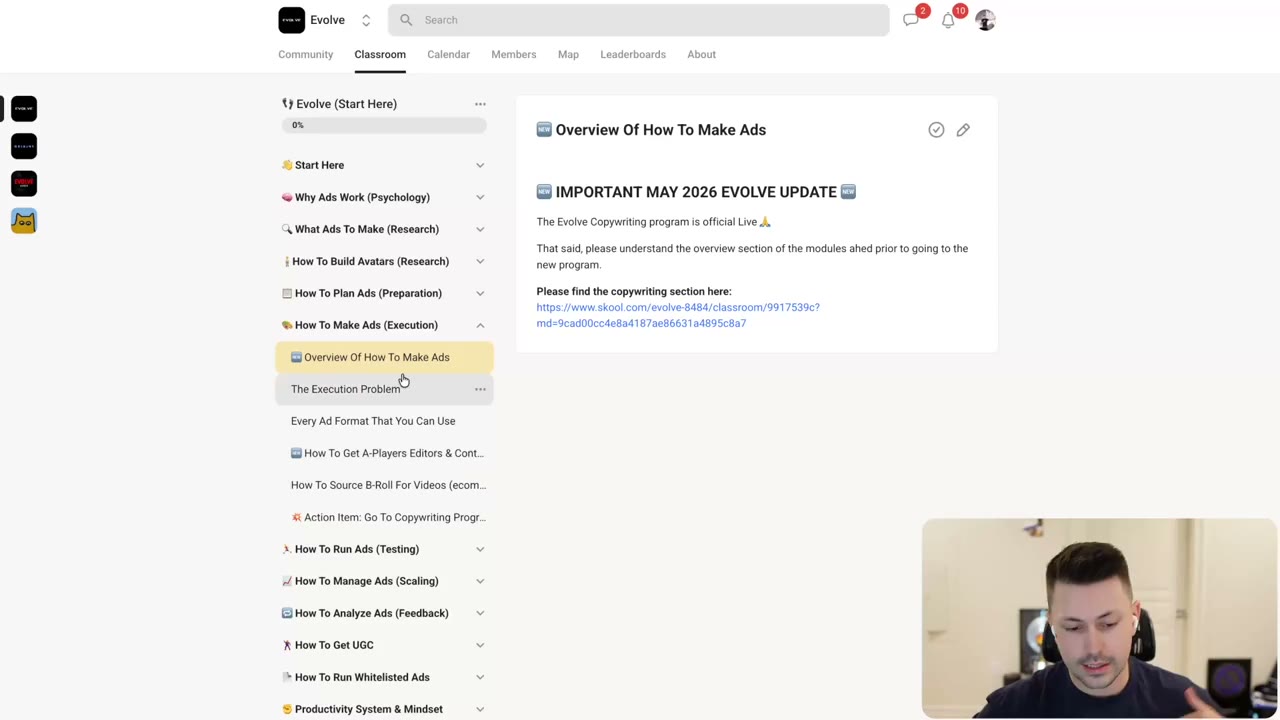 EVOLVE
Evolve
Search
2
10
Community
Classroom
Calendar
Members
Map
Leaderboards
About
EVOLVE
Evolve (Start Here)
0%
Start Here
Why Ads Work (Psychology)
What Ads To Make (Research)
How To Build Avatars (Research)
How To Plan Ads (Preparation)
How To Make Ads (Execution)
NEW Overview Of How To Make Ads
The Execution Problem
Every Ad Format That You Can Use
NEW How To Get A-Players Editors & Cont...
How To Source B-Roll For Videos (ecom...
Action Item: Go To Copywriting Progr...
How To Run Ads (Testing)
How To Manage Ads (Scaling)
How To Analyze Ads (Feedback)
How To Get UGC
How To Run Whitelisted Ads
Productivity System & Mindset
NEW Overview Of How To Make Ads
NEW IMPORTANT MAY 2026 EVOLVE UPDATE NEW
The Evolve Copywriting program is official Live
That said, please understand the overview section of the modules ahed prior to going to the
new program.
Please find the copywriting section here:
https://www.skool.com/evolve-8484/classroom/9917539c?
md=9cad00cc4e8a4187ae86631a4895c8a7